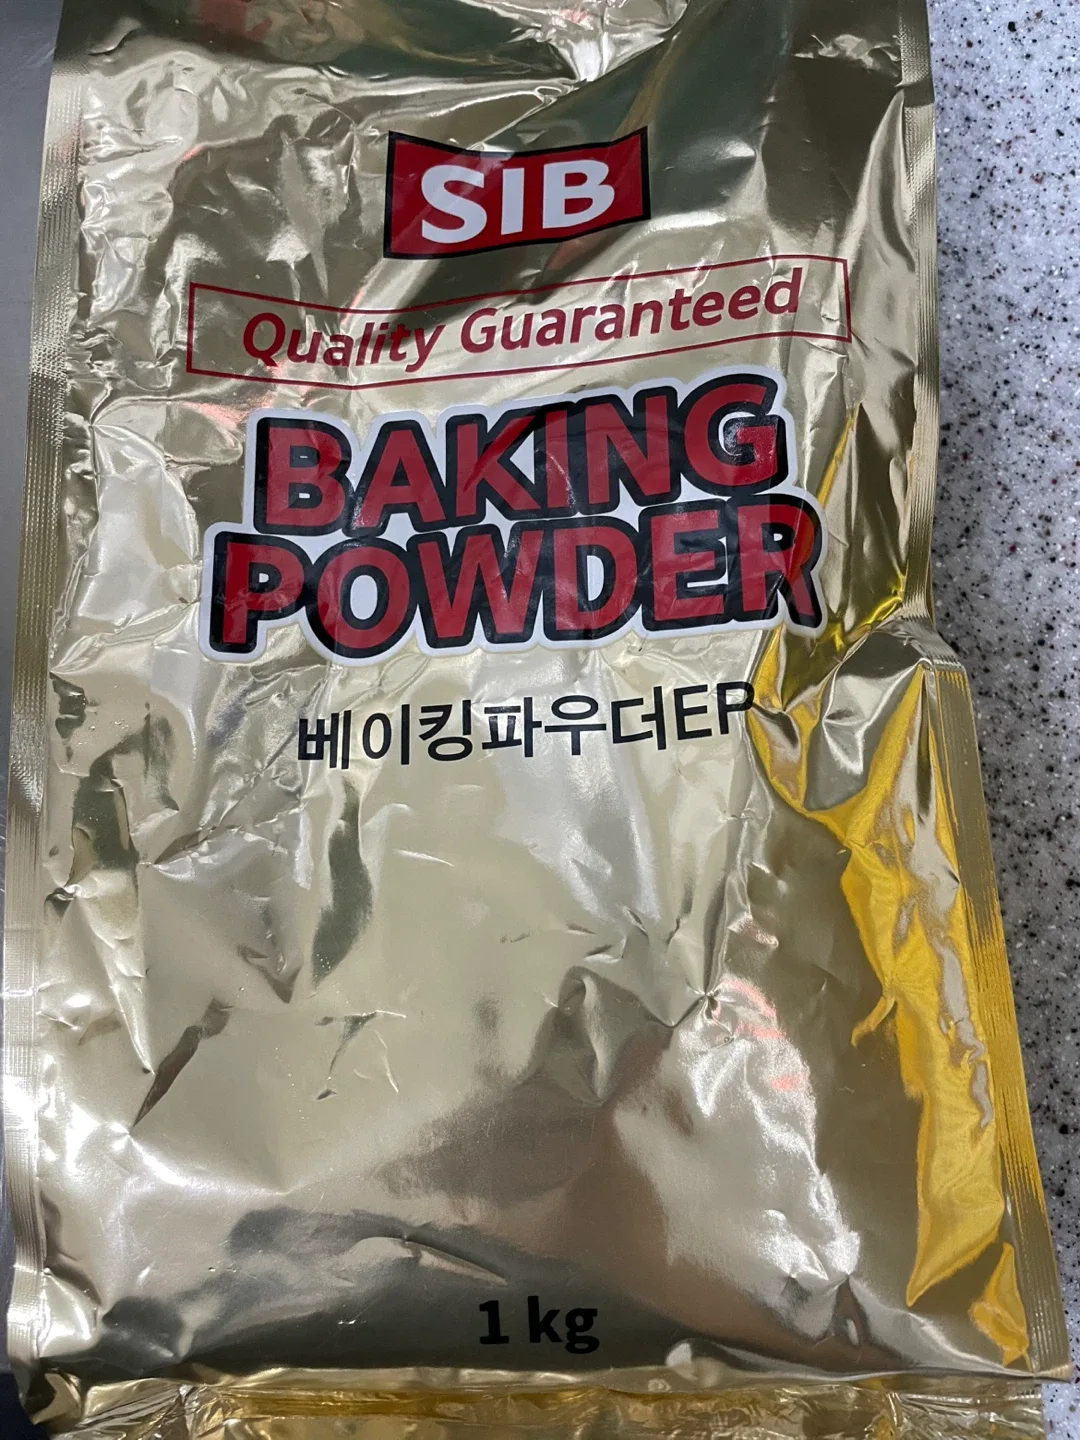 SIB
Quality Guaranteed
BAKING
POWDER
베이킹파우더EP
1 kg